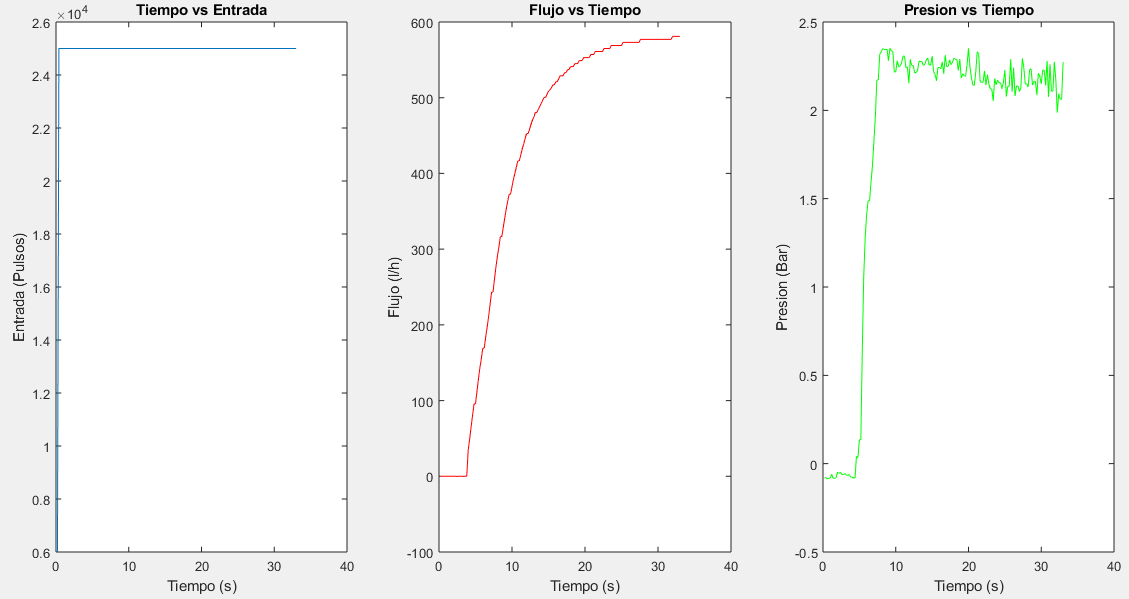 Tiempo vs Entrada
×10⁴
2.6
2.4
2.2
2
1.8
1.6
1.4
1.2
1
0.8
0.6
0 10 20 30 40
Entrada (Pulsos)
Tiempo (s)
Flujo vs Tiempo
600
500
400
300
200
100
0
-100
0 10 20 30 40
Flujo (l/h)
Tiempo (s)
Presion vs Tiempo
2.5
2
1.5
1
0.5
0
-0.5
0 10 20 30 40
Presion (Bar)
Tiempo (s)